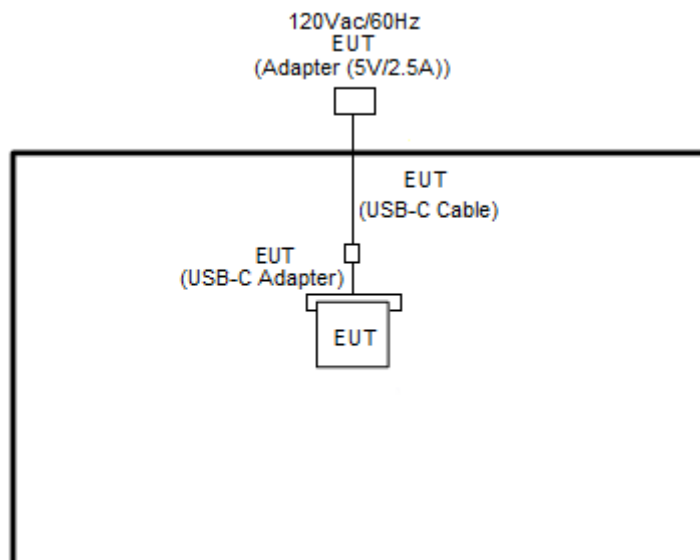 120Vac/60Hz
EUT
(Adapter (5V/2.5A))
EUT
(USB-C Cable)
EUT
(USB-C Adapter)
EUT